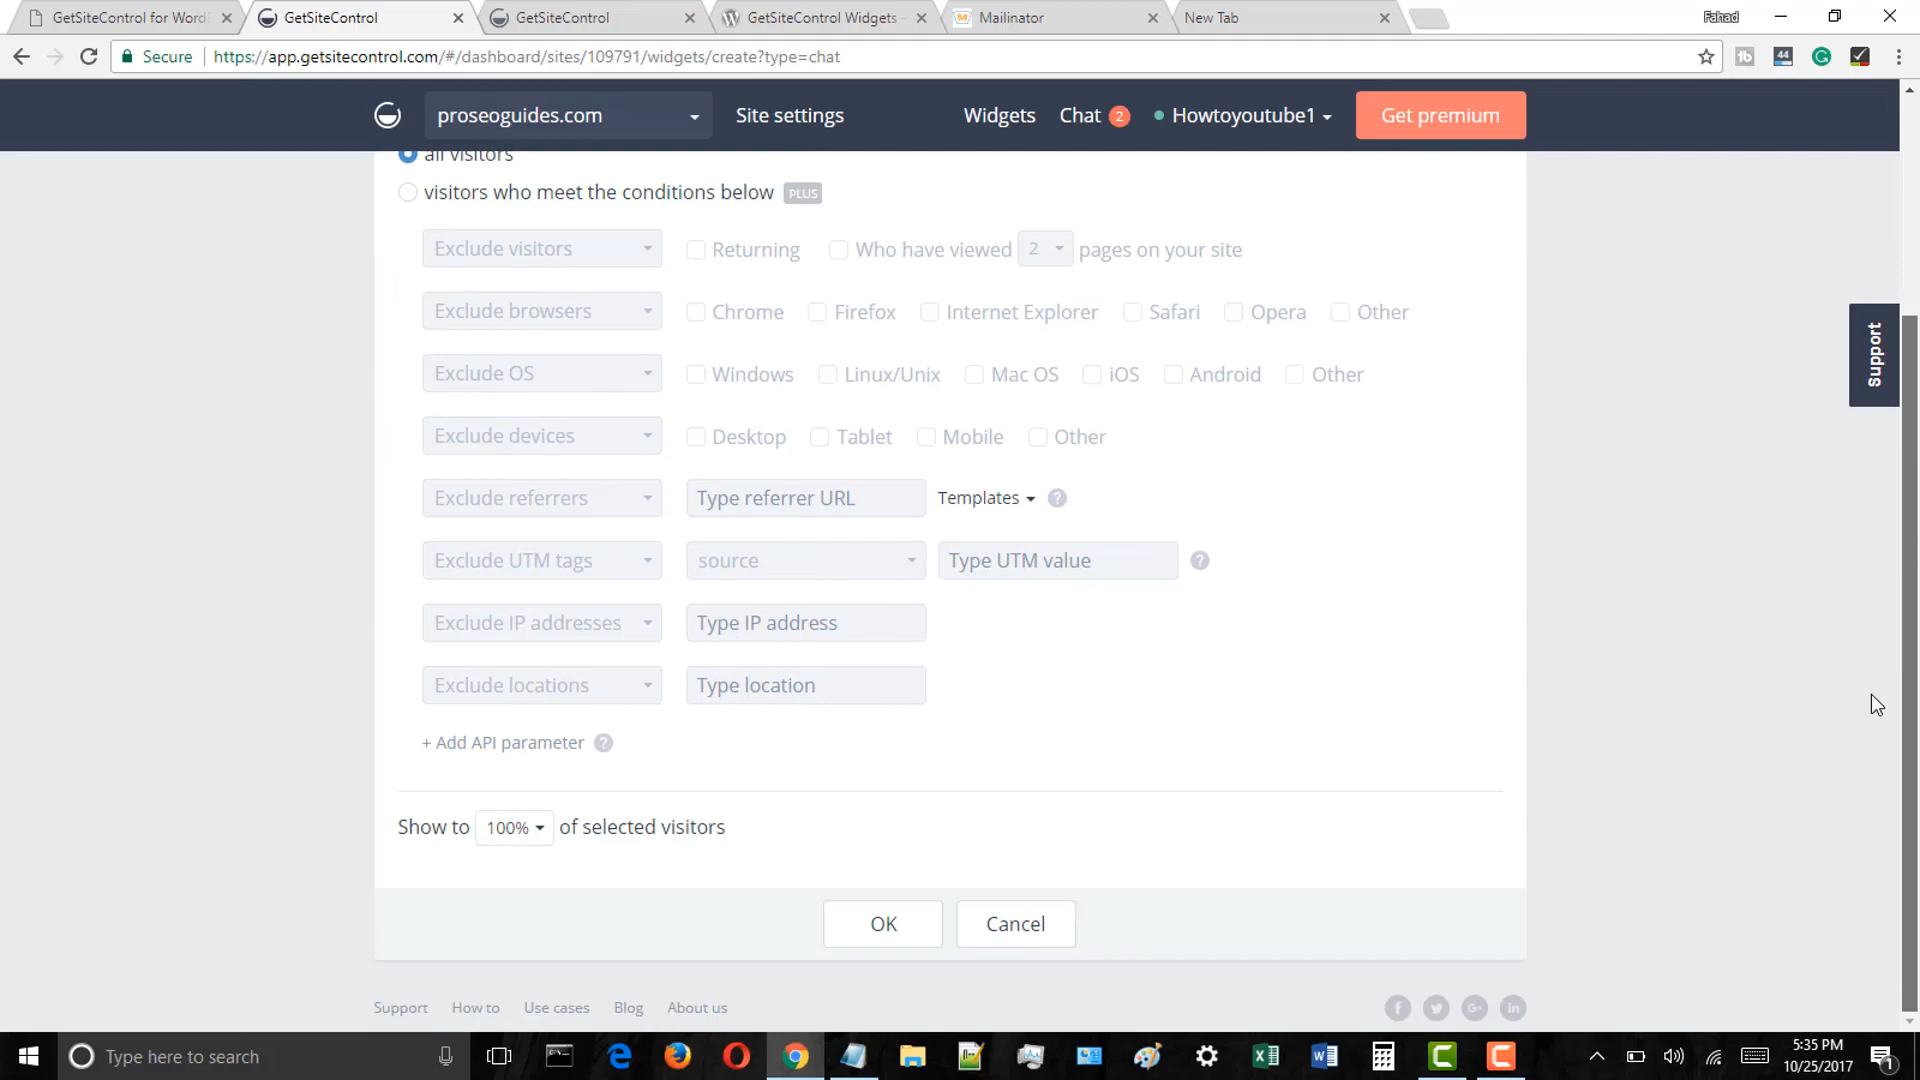 GetSiteControl for WordP
GetSiteControl
GetSiteControl
GetSiteControl Widgets -
Mailinator
New Tab
Fahad
Secure
https://app.getsitecontrol.com/#/dashboard/sites/109791/widgets/create?type=chat
44
proseoguides.com
Site settings
Widgets
Chat 2
Howtoyoutube1
Get premium
all visitors
visitors who meet the conditions below PLUS
Exclude visitors
Returning
Who have viewed 2 pages on your site
Exclude browsers
Chrome
Firefox
Internet Explorer
Safari
Opera
Other
Exclude OS
Windows
Linux/Unix
Mac OS
iOS
Android
Other
Exclude devices
Desktop
Tablet
Mobile
Other
Exclude referrers
Type referrer URL
Templates
?
Exclude UTM tags
source
Type UTM value
?
Exclude IP addresses
Type IP address
Exclude locations
Type location
+ Add API parameter ?
Show to 100% of selected visitors
OK
Cancel
Support
Support
How to
Use cases
Blog
About us
Type here to search
5:35 PM
10/25/2017
1